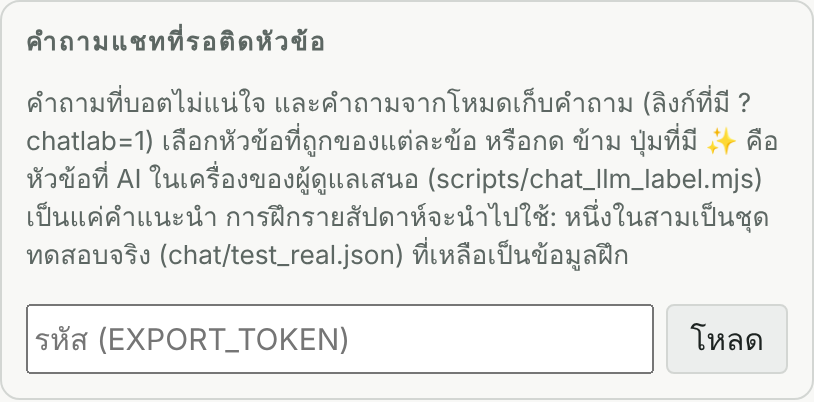 คำถามแชทที่รอติดหัวข้อ
คำถามที่บอตไม่แน่ใจ และคำถามจากโหมดเก็บคำถาม (ลิงก์ที่มี ?
chatlab=1) เลือกหัวข้อที่ถูกของแต่ละข้อ หรือกด ข้าม ปุ่มที่มี ✨ คือ
หัวข้อที่ AI ในเครื่องของผู้ดูแลเสนอ (scripts/chat_llm_label.mjs)
เป็นแค่คำแนะนำ การฝึกรายสัปดาห์จะนำไปใช้: หนึ่งในสามเป็นชุด
ทดสอบจริง (chat/test_real.json) ที่เหลือเป็นข้อมูลฝึก
รหัส (EXPORT_TOKEN) โหลด